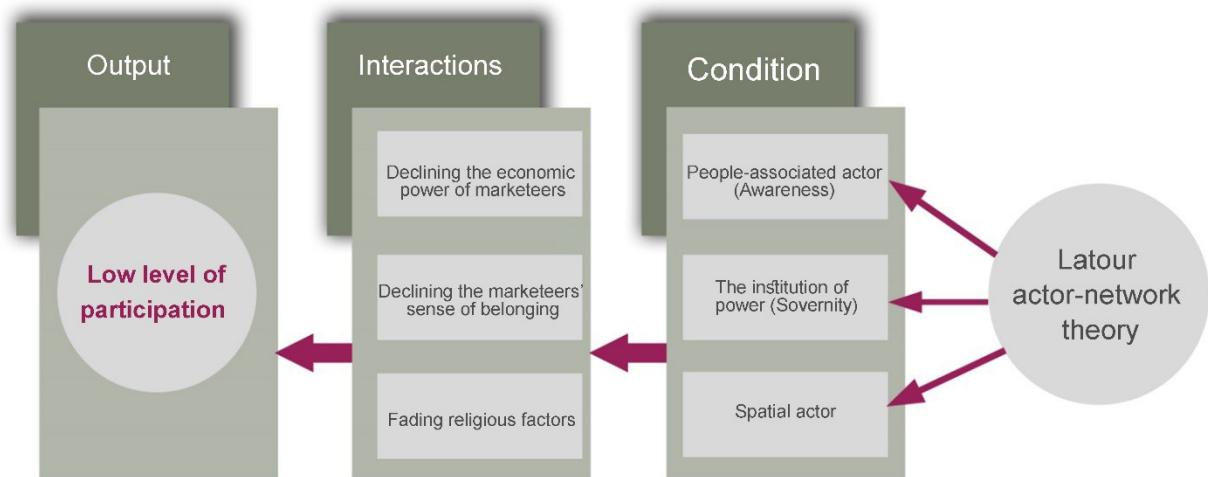 Output
Interactions
Condition
Low level of
participation
Declining the economic
power of marketeers
Declining the marketeers'
sense of belonging
Fading religious factors
People-associated actor
(Awareness)
The institution of
power (Sovernity)
Spatial actor
Latour
actor-network
theory